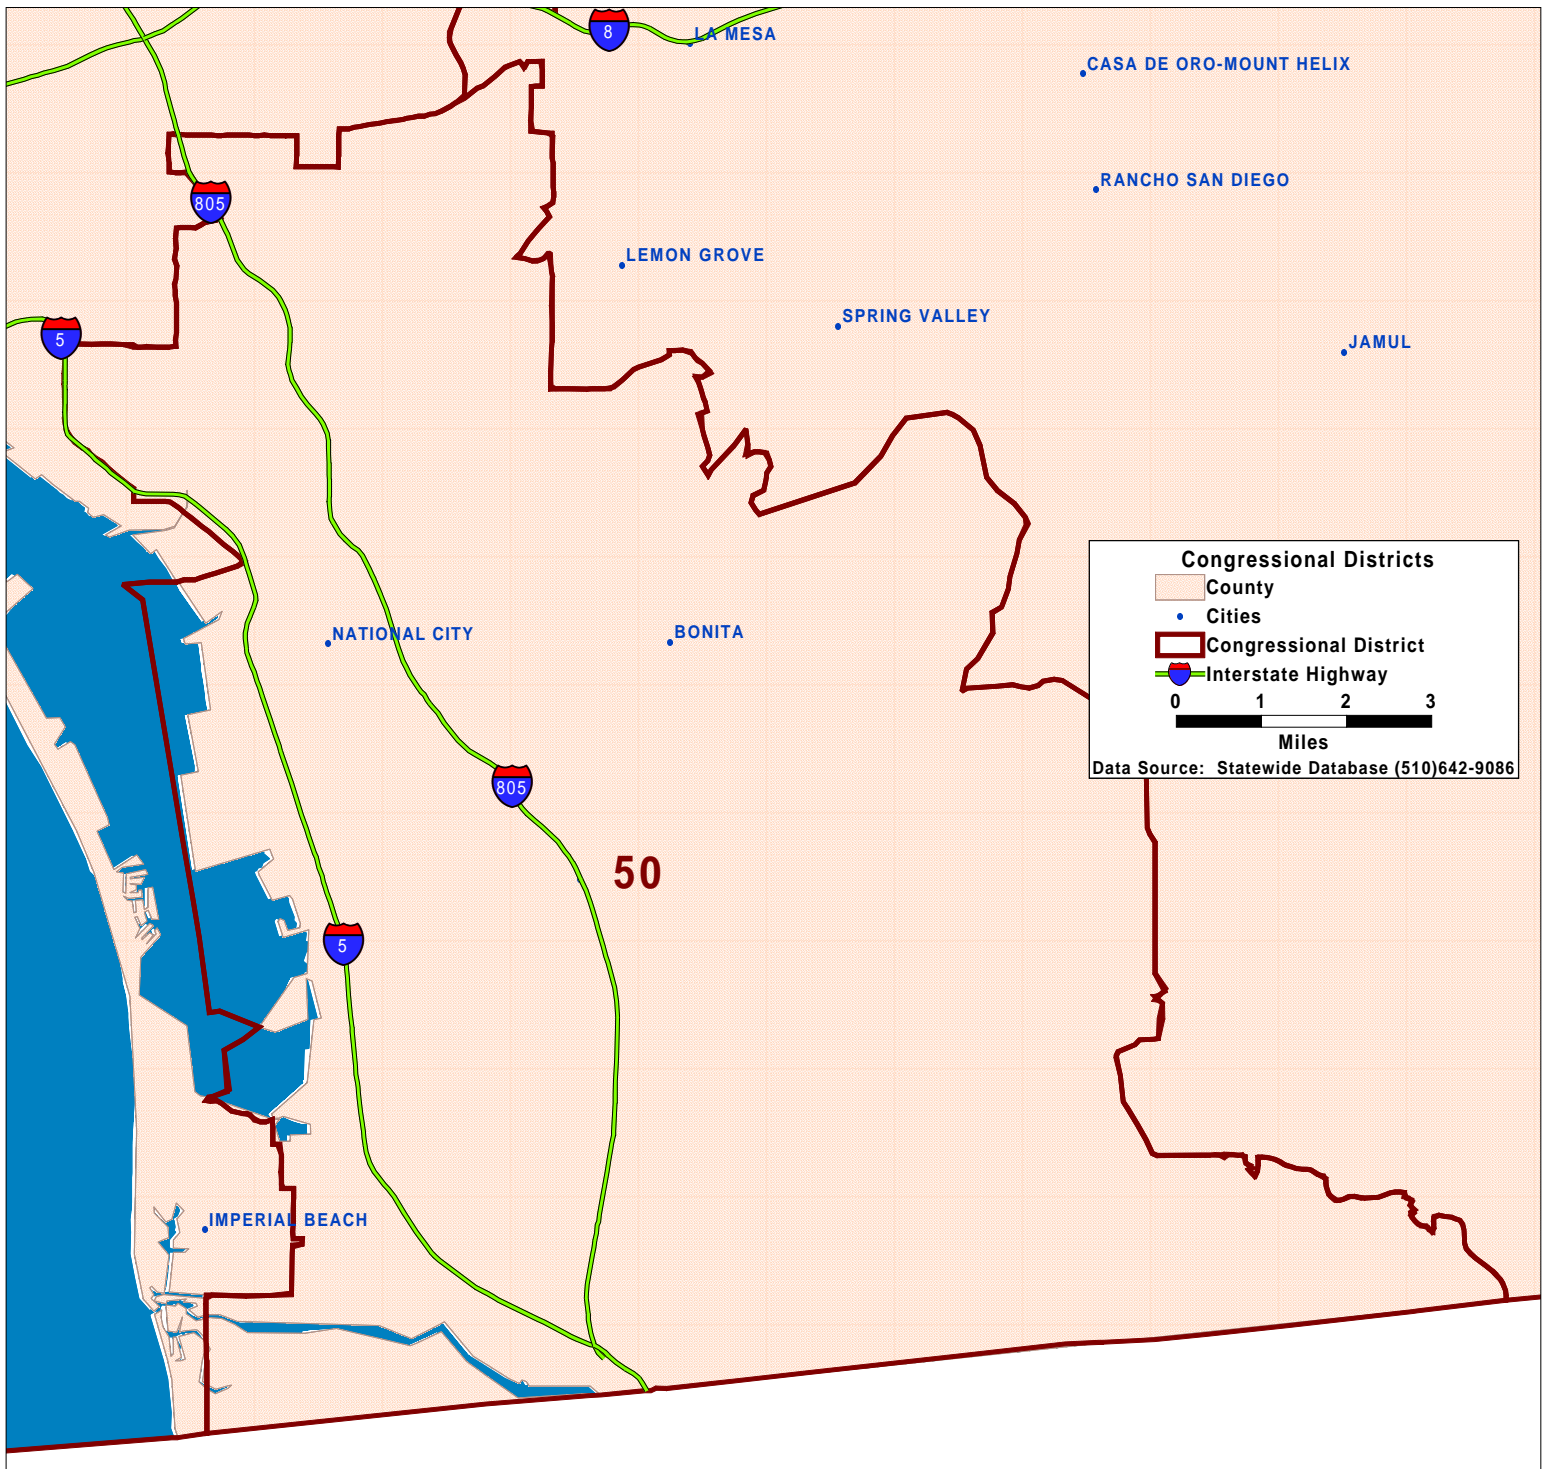 8
LA MESA
CASA DE ORO-MOUNT HELIX
RANCHO SAN DIEGO
805
LEMON GROVE
SPRING VALLEY
5
JAMUL
Congressional Districts
County
Cities
Congressional District
Interstate Highway
0 1 2 3
Miles
Data Source: Statewide Database (510)642-9086
NATIONAL CITY
BONITA
805
50
5
IMPERIAL BEACH